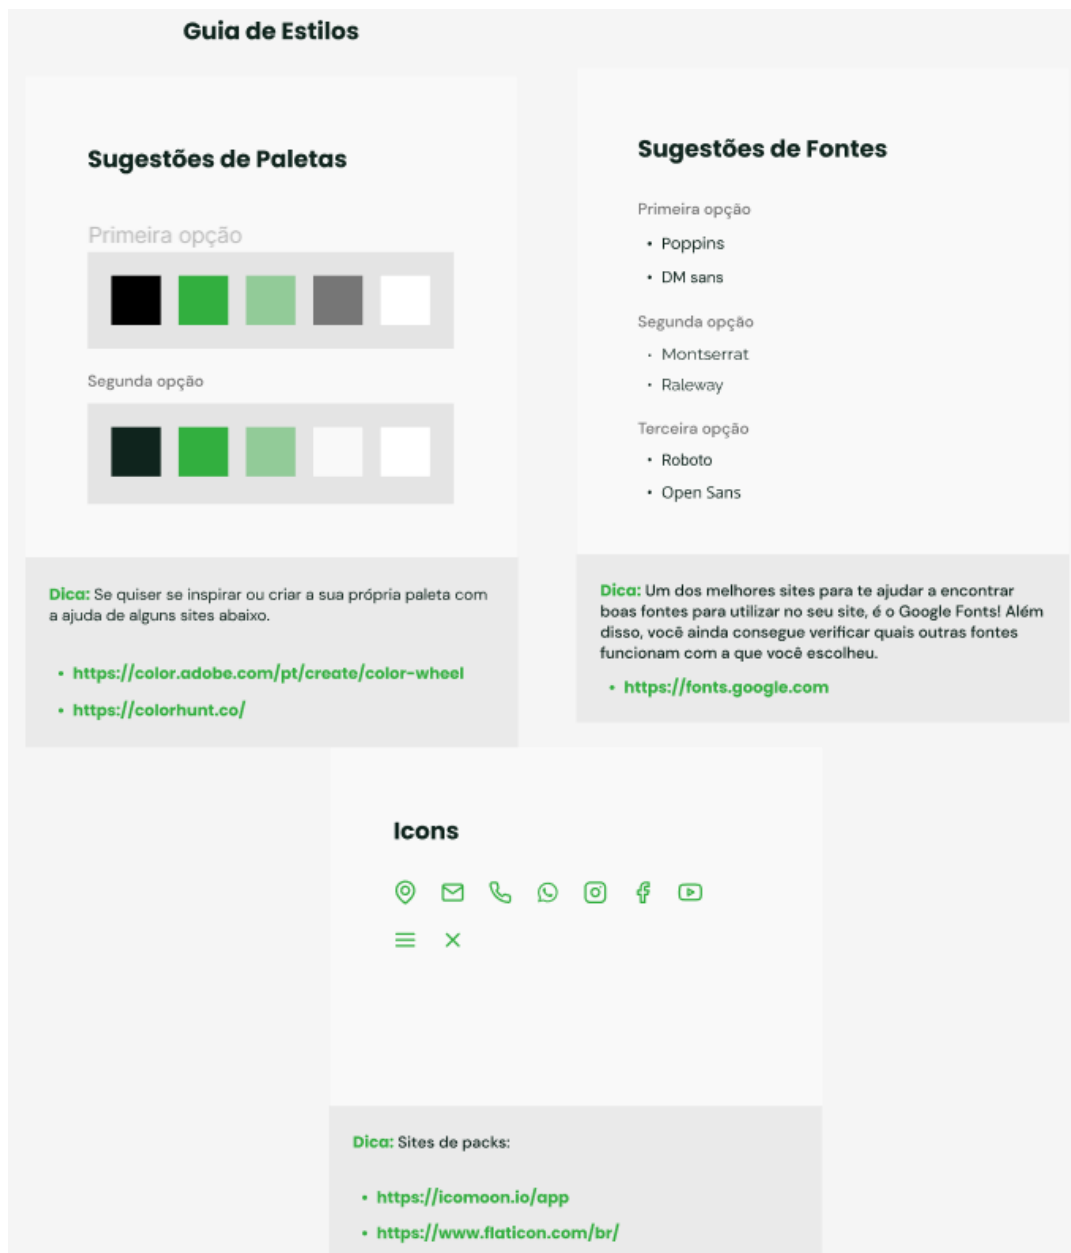 Guia de Estilos
Sugestões de Paletas
Primeira opção
Segunda opção
Dica: Se quiser se inspirar ou criar a sua própria paleta com
a ajuda de alguns sites abaixo.
• https://color.adobe.com/pt/create/color-wheel
• https://colorhunt.co/
Sugestões de Fontes
Primeira opção
• Poppins
• DM sans
Segunda opção
• Montserrat
• Raleway
Terceira opção
• Roboto
• Open Sans
Dica: Um dos melhores sites para te ajudar a encontrar
boas fontes para utilizar no seu site, é o Google Fonts! Além
disso, você ainda consegue verificar quais outras fontes
funcionam com a que você escolheu.
• https://fonts.google.com
Icons
Dica: Sites de packs:
• https://icomoon.io/app
• https://www.flaticon.com/br/